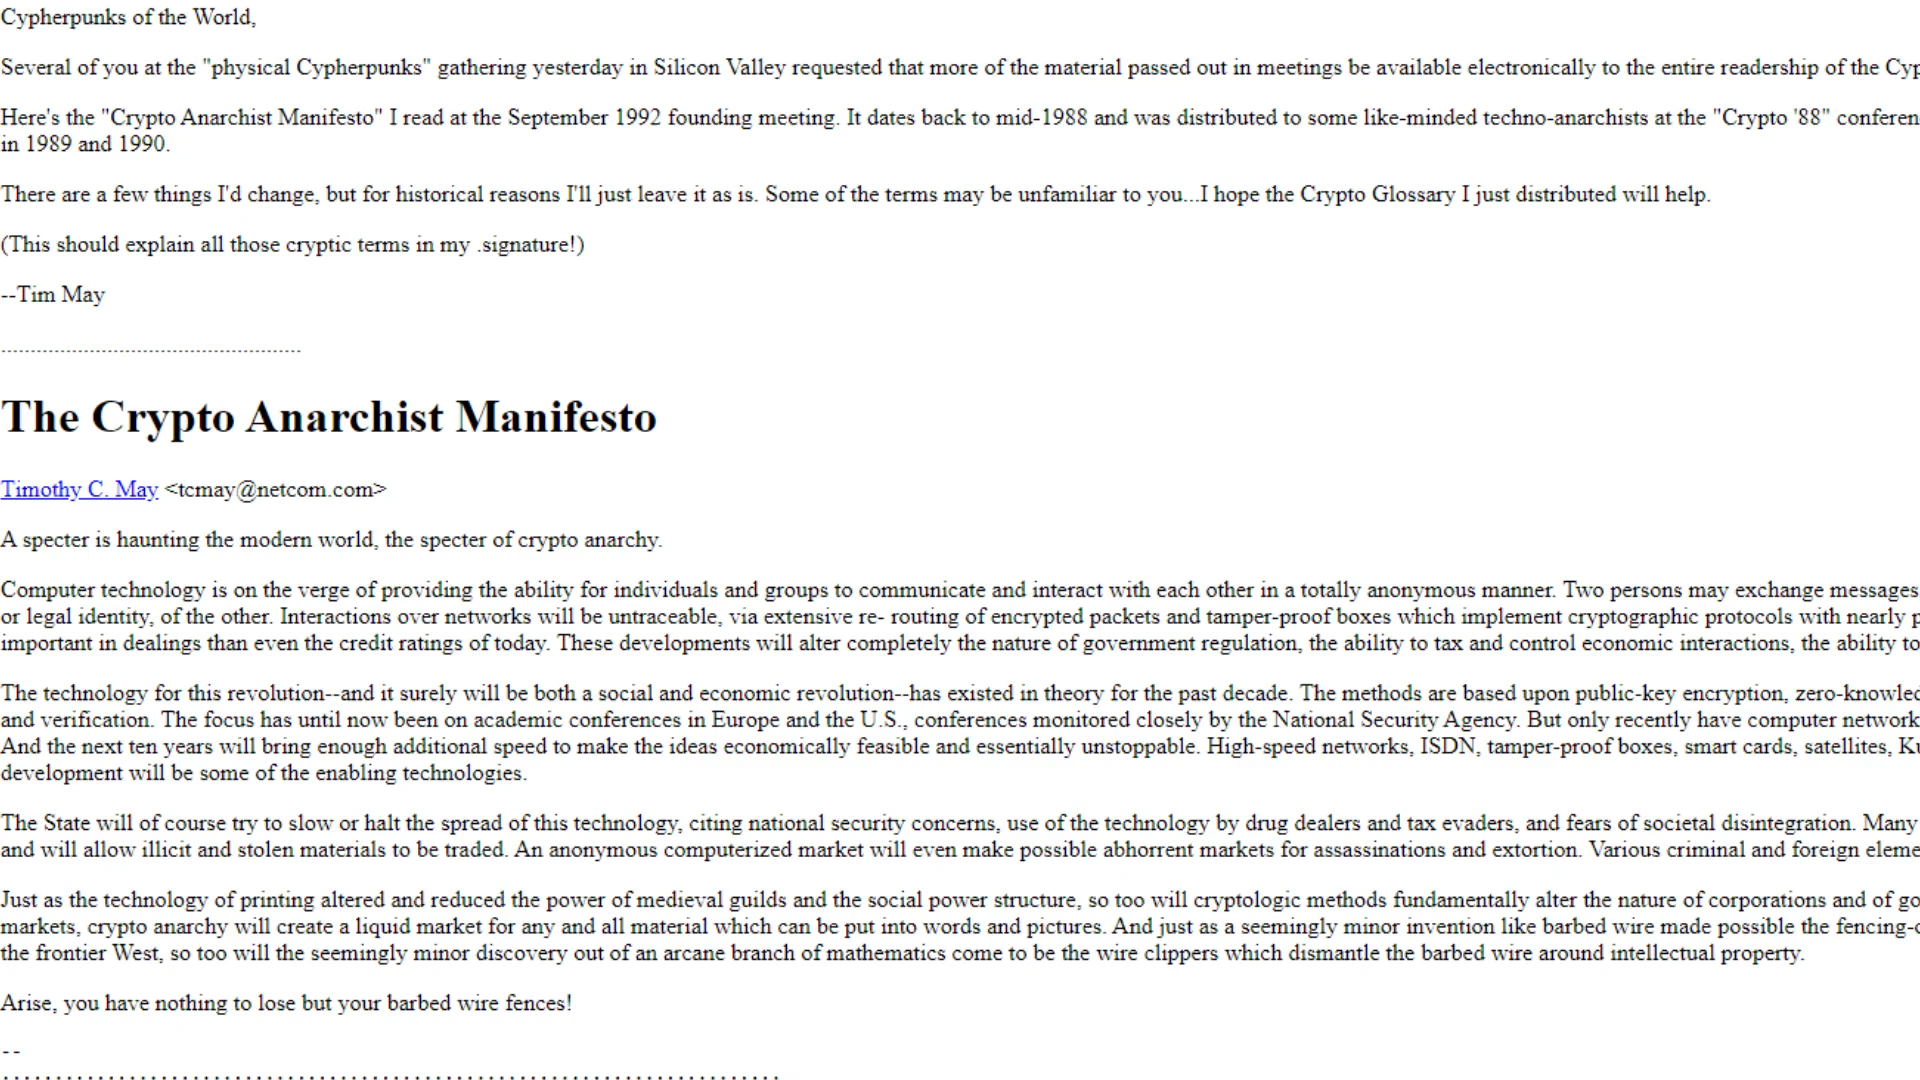 Cypherpunks of the World,
Several of you at the "physical Cypherpunks" gathering yesterday in Silicon Valley requested that more of the material passed out in meetings be available electronically to the entire readership of the Cyp
Here's the "Crypto Anarchist Manifesto" I read at the September 1992 founding meeting. It dates back to mid-1988 and was distributed to some like-minded techno-anarchists at the "Crypto '88" conferen
in 1989 and 1990.
There are a few things I'd change, but for historical reasons I'll just leave it as is. Some of the terms may be unfamiliar to you...I hope the Crypto Glossary I just distributed will help.
(This should explain all those cryptic terms in my .signature!)
--Tim May
The Crypto Anarchist Manifesto
Timothy C. May <tcmay@netcom.com>
A specter is haunting the modern world, the specter of crypto anarchy.
Computer technology is on the verge of providing the ability for individuals and groups to communicate and interact with each other in a totally anonymous manner. Two persons may exchange messages
or legal identity, of the other. Interactions over networks will be untraceable, via extensive re- routing of encrypted packets and tamper-proof boxes which implement cryptographic protocols with nearly p
important in dealings than even the credit ratings of today. These developments will alter completely the nature of government regulation, the ability to tax and control economic interactions, the ability to
The technology for this revolution--and it surely will be both a social and economic revolution--has existed in theory for the past decade. The methods are based upon public-key encryption, zero-knowled
and verification. The focus has until now been on academic conferences in Europe and the U.S., conferences monitored closely by the National Security Agency. But only recently have computer network
And the next ten years will bring enough additional speed to make the ideas economically feasible and essentially unstoppable. High-speed networks, ISDN, tamper-proof boxes, smart cards, satellites, Ku
development will be some of the enabling technologies.
The State will of course try to slow or halt the spread of this technology, citing national security concerns, use of the technology by drug dealers and tax evaders, and fears of societal disintegration. Many
and will allow illicit and stolen materials to be traded. An anonymous computerized market will even make possible abhorrent markets for assassinations and extortion. Various criminal and foreign eleme
Just as the technology of printing altered and reduced the power of medieval guilds and the social power structure, so too will cryptologic methods fundamentally alter the nature of corporations and of go
markets, crypto anarchy will create a liquid market for any and all material which can be put into words and pictures. And just as a seemingly minor invention like barbed wire made possible the fencing-o
the frontier West, so too will the seemingly minor discovery out of an arcane branch of mathematics come to be the wire clippers which dismantle the barbed wire around intellectual property.
Arise, you have nothing to lose but your barbed wire fences!
--